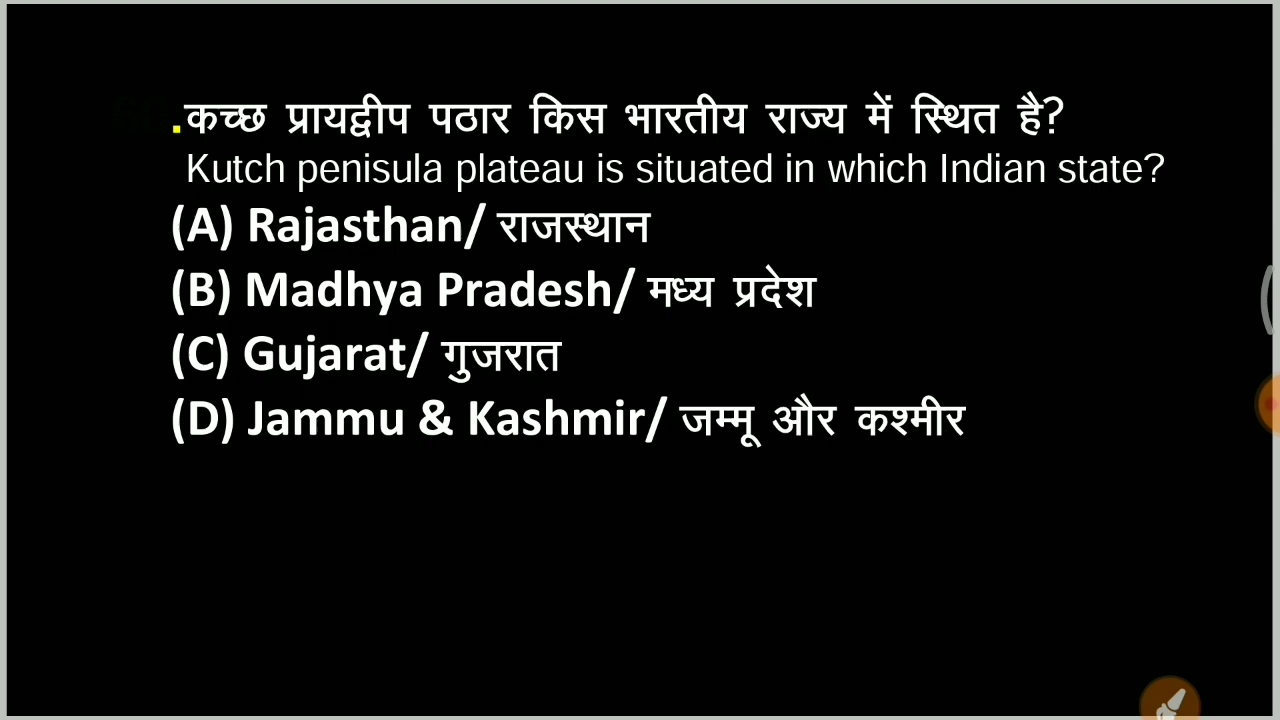 .कच्छ प्रायद्वीप पठार किस भारतीय राज्य में स्थित है?
Kutch penisula plateau is situated in which Indian state?
(A) Rajasthan/ राजस्थान
(B) Madhya Pradesh/ मध्य प्रदेश
(C) Gujarat/ गुजरात
(D) Jammu & Kashmir/ जम्मू और कश्मीर